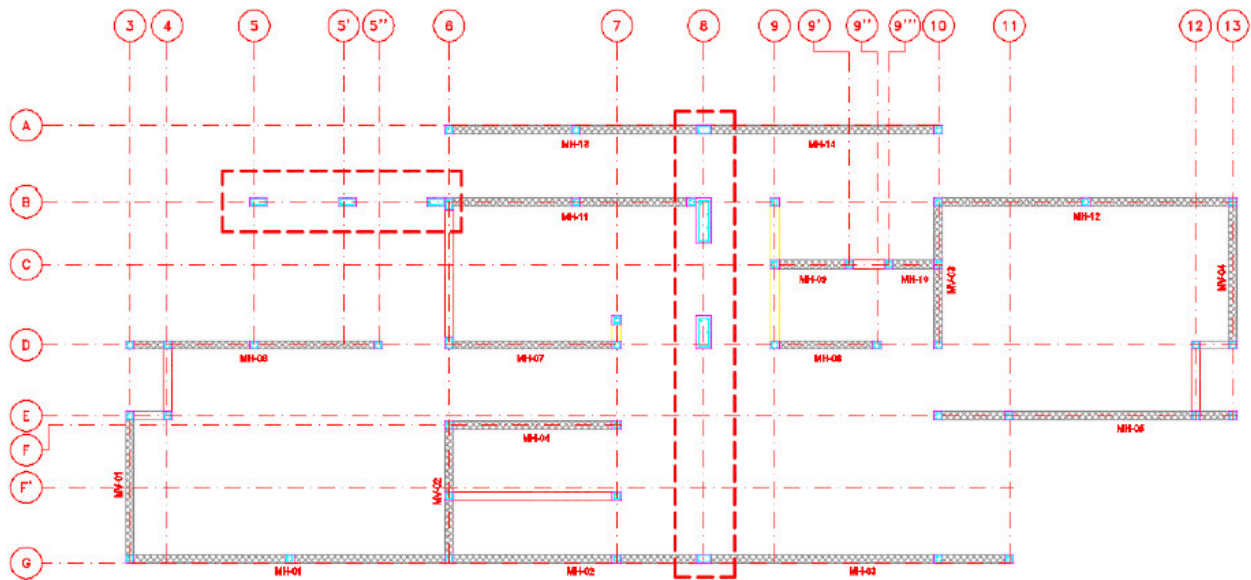 3 4 5 5' 5'' 6 7 8 9 9' 9'' 9''' 10 11 12 13
A
MH-13 MH-14
B
MH-11 MH-12
C
MH-09 MH-10 MV-03 MV-04
D
MH-06 MH-07 MH-08
E
MH-05
F
MH-04
F'
MV-01 MV-02
G
MH-01 MH-02 MH-03